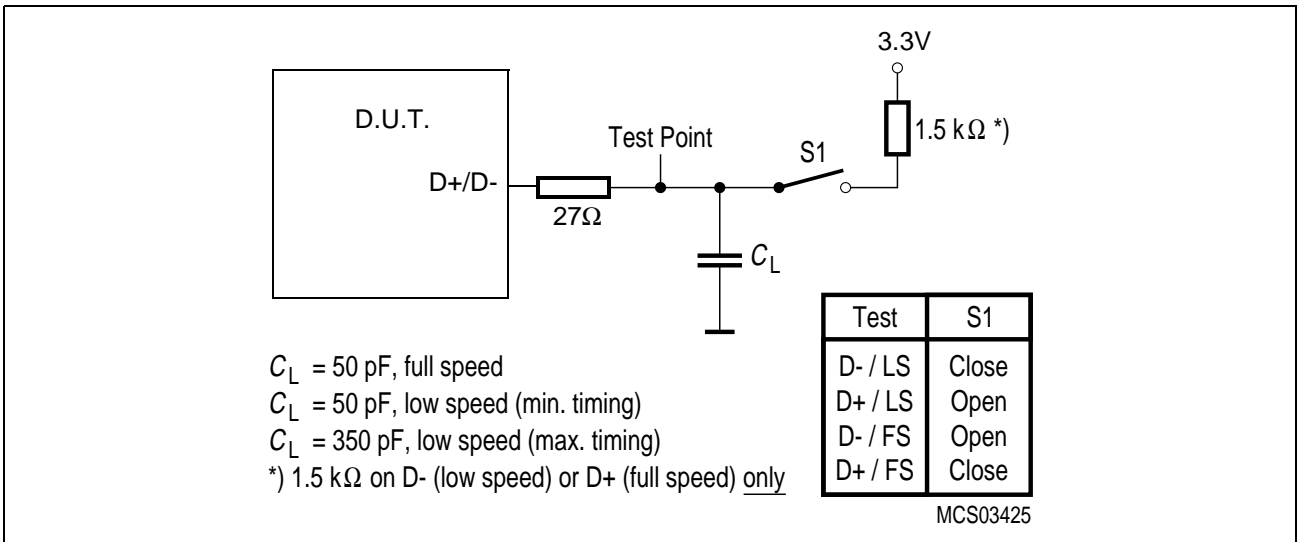 3.3V
D.U.T.
1.5 kΩ *)
Test Point
S1
D+/D-
27Ω
CL
Test S1
D- / LS Close
D+ / LS Open
D- / FS Open
D+ / FS Close
CL = 50 pF, full speed
CL = 50 pF, low speed (min. timing)
CL = 350 pF, low speed (max. timing)
*) 1.5 kΩ on D- (low speed) or D+ (full speed) only
MCS03425